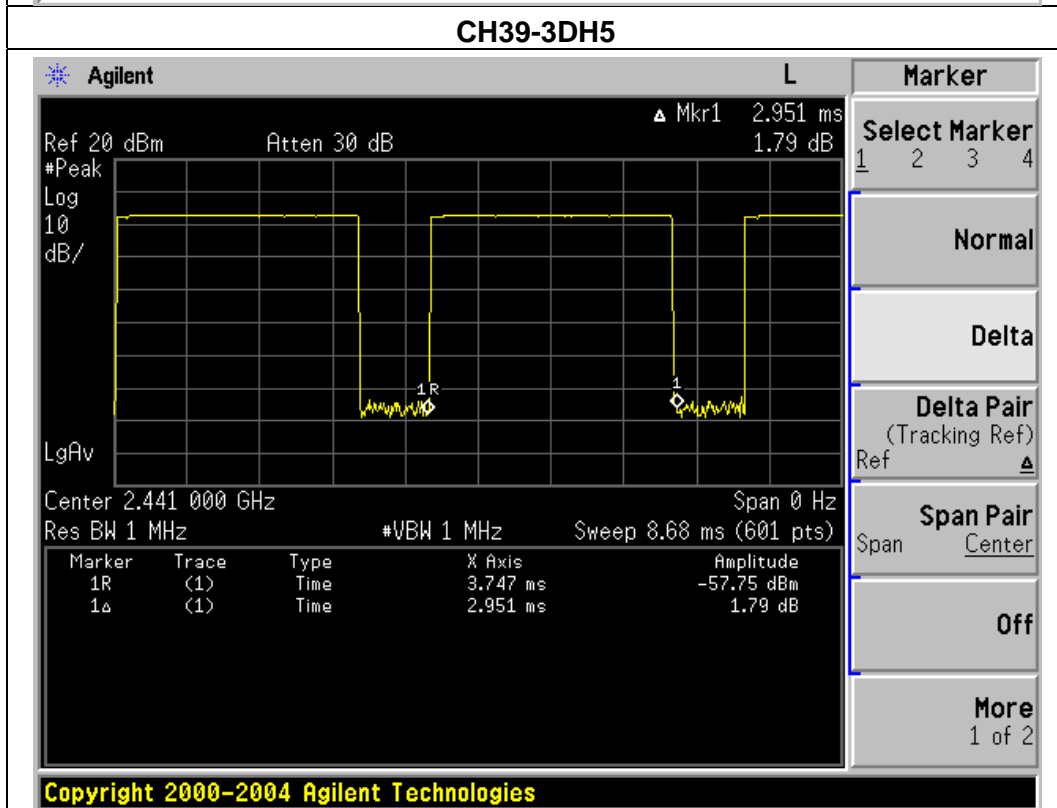 CH39-3DH5
Agilent L
Marker
Δ Mkr1 2.951 ms
Ref 20 dBm Atten 30 dB 1.79 dB
#Peak
Log
10
dB/
1R
1
LgAv
Center 2.441 000 GHz Span 0 Hz
Res BW 1 MHz #VBW 1 MHz Sweep 8.68 ms (601 pts)
Marker Trace Type X Axis Amplitude
1R (1) Time 3.747 ms -57.75 dBm
1Δ (1) Time 2.951 ms 1.79 dB
Select Marker
1 2 3 4
Normal
Delta
Delta Pair
(Tracking Ref)
Ref Δ
Span Pair
Span Center
Off
More
1 of 2
Copyright 2000-2004 Agilent Technologies